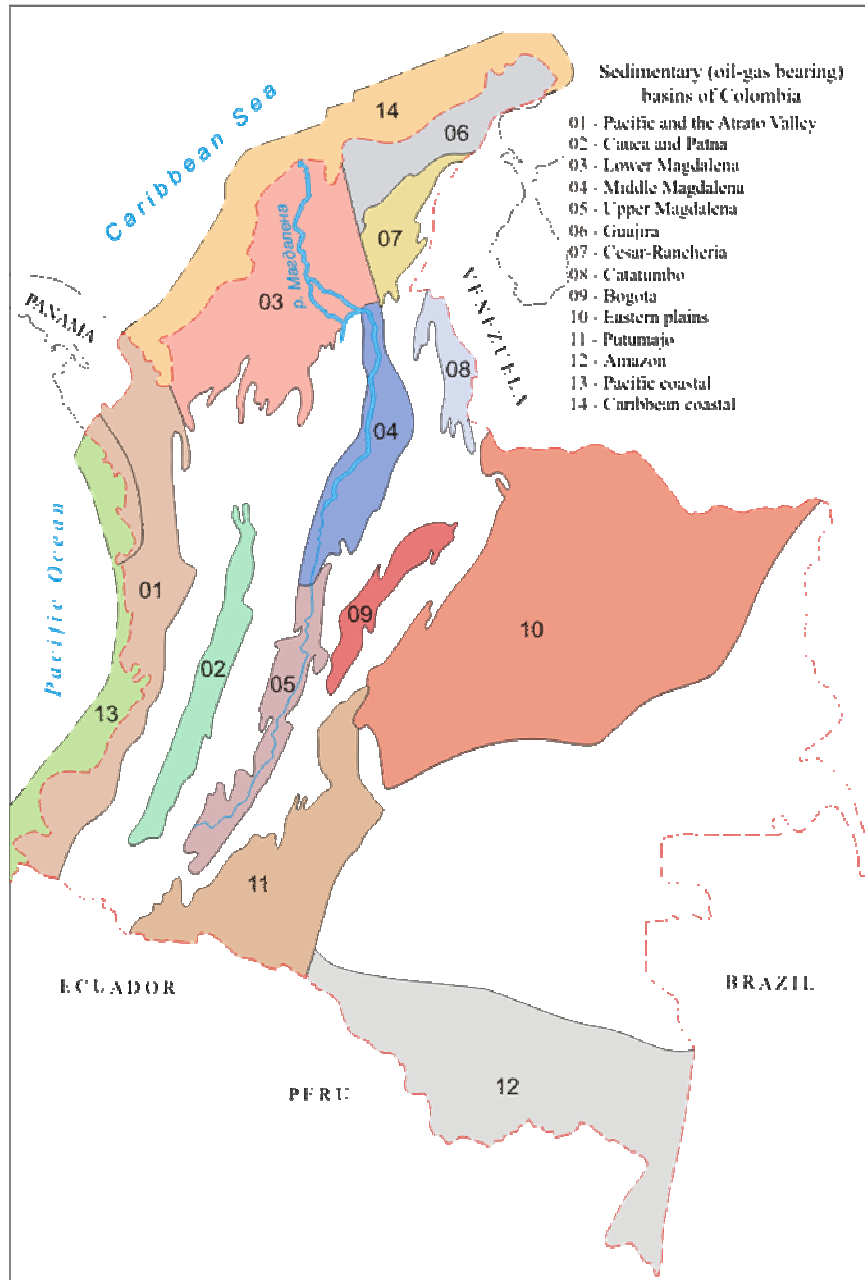 Sedimentary (oil-gas bearing)
basins of Colombia
01 - Pacific and the Atrato Valley
02 - Cauca and Patna
03 - Lower Magdalena
04 - Middle Magdalena
05 - Upper Magdalena
06 - Guajira
07 - Cesar-Rancheria
08 - Catatumbo
09 - Bogota
10 - Eastern plains
11 - Putumajo
12 - Amazon
13 - Pacific coastal
14 - Caribbean coastal
Caribbean Sea
14
06
р. Магдалена
07
03
PANAMA
VENEZUELA
08
04
Pacific Ocean
01
09
10
02
05
13
11
ECUADOR
BRAZIL
PERU
12